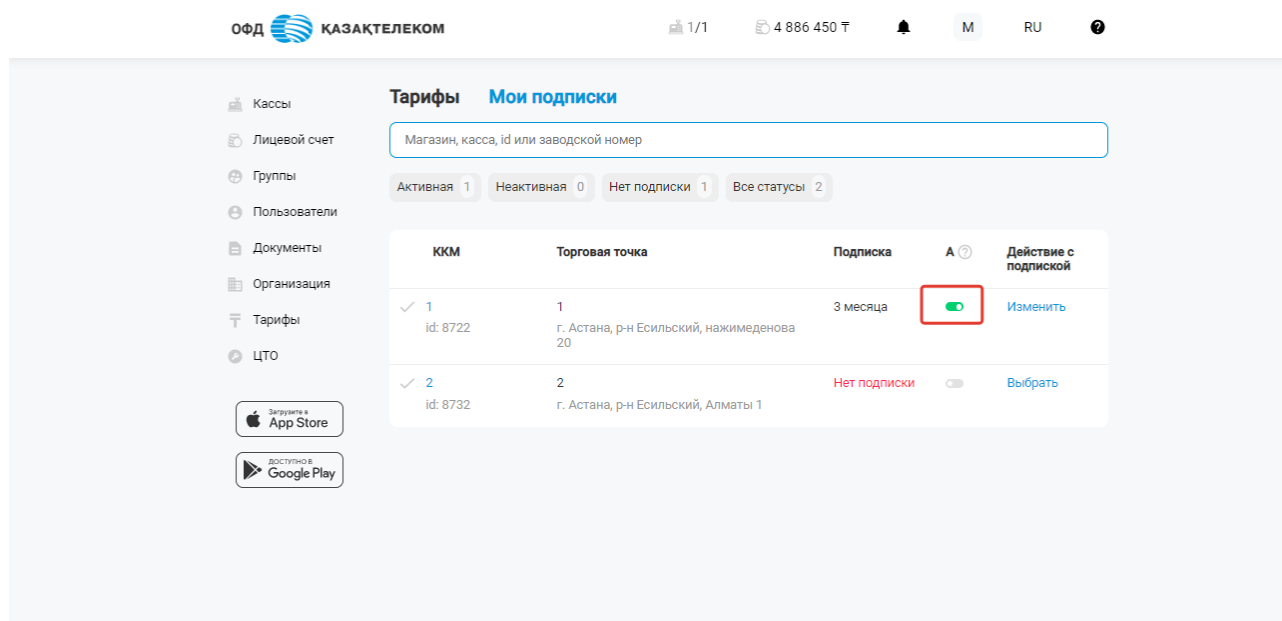 ОФД ҚАЗАҚТЕЛЕКОМ
1/1
4 886 450 ₸
M
RU
?
Кассы
Лицевой счет
Группы
Пользователи
Документы
Организация
Тарифы
ЦТО
Загрузите в
App Store
ДОСТУПНО В
Google Play
Тарифы Мои подписки
Магазин, касса, id или заводской номер
Активная 1 Неактивная 0 Нет подписки 1 Все статусы 2
ККМ Торговая точка Подписка А ? Действие с
подпиской
1 1 3 месяца Изменить
id: 8722 г. Астана, р-н Есильский, нажимеденова
20
2 2 Нет подписки Выбрать
id: 8732 г. Астана, р-н Есильский, Алматы 1